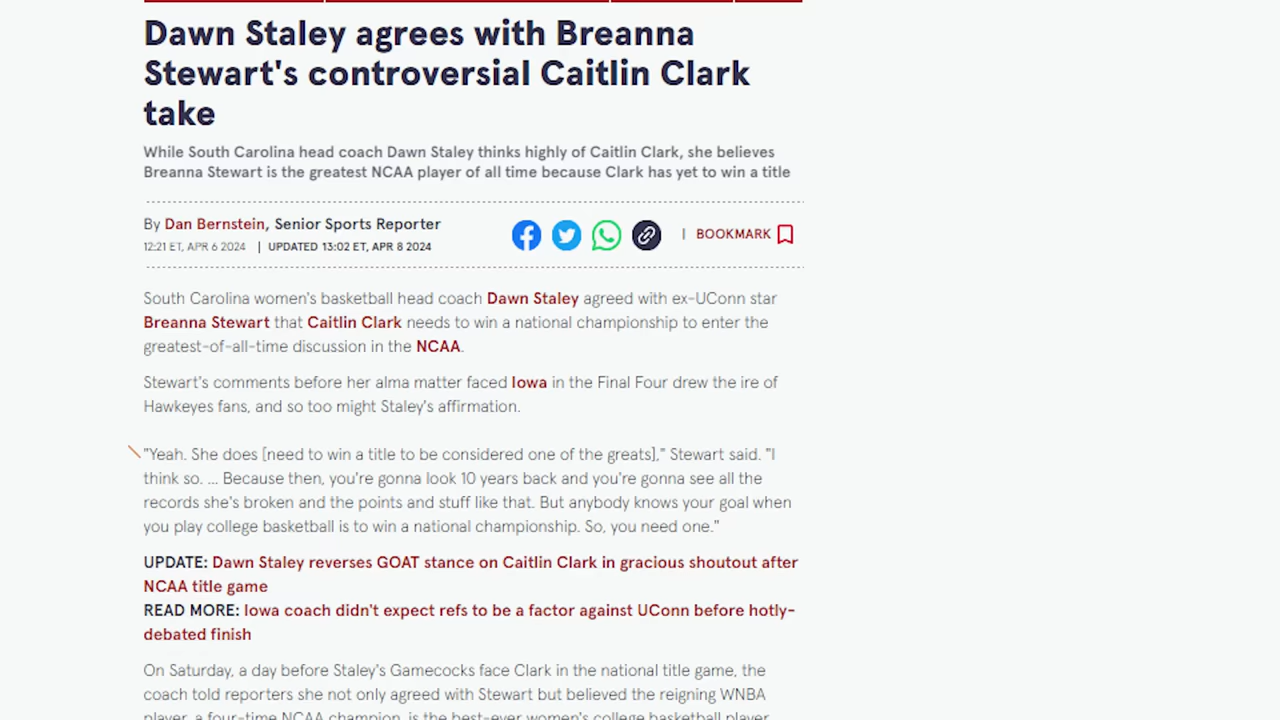 Dawn Staley agrees with Breanna
Stewart's controversial Caitlin Clark
take
While South Carolina head coach Dawn Staley thinks highly of Caitlin Clark, she believes
Breanna Stewart is the greatest NCAA player of all time because Clark has yet to win a title
By Dan Bernstein, Senior Sports Reporter
12:21 ET, APR 6 2024 | UPDATED 13:02 ET, APR 8 2024
| BOOKMARK
South Carolina women's basketball head coach Dawn Staley agreed with ex-UConn star
Breanna Stewart that Caitlin Clark needs to win a national championship to enter the
greatest-of-all-time discussion in the NCAA.
Stewart's comments before her alma matter faced Iowa in the Final Four drew the ire of
Hawkeyes fans, and so too might Staley's affirmation.
"Yeah. She does [need to win a title to be considered one of the greats]," Stewart said. "I
think so. ... Because then, you're gonna look 10 years back and you're gonna see all the
records she's broken and the points and stuff like that. But anybody knows your goal when
you play college basketball is to win a national championship. So, you need one."
UPDATE: Dawn Staley reverses GOAT stance on Caitlin Clark in gracious shoutout after
NCAA title game
READ MORE: Iowa coach didn't expect refs to be a factor against UConn before hotly-
debated finish
On Saturday, a day before Staley's Gamecocks face Clark in the national title game, the
coach told reporters she not only agreed with Stewart but believed the reigning WNBA
player, a four-time NCAA champion, is the best-ever women's college basketball player